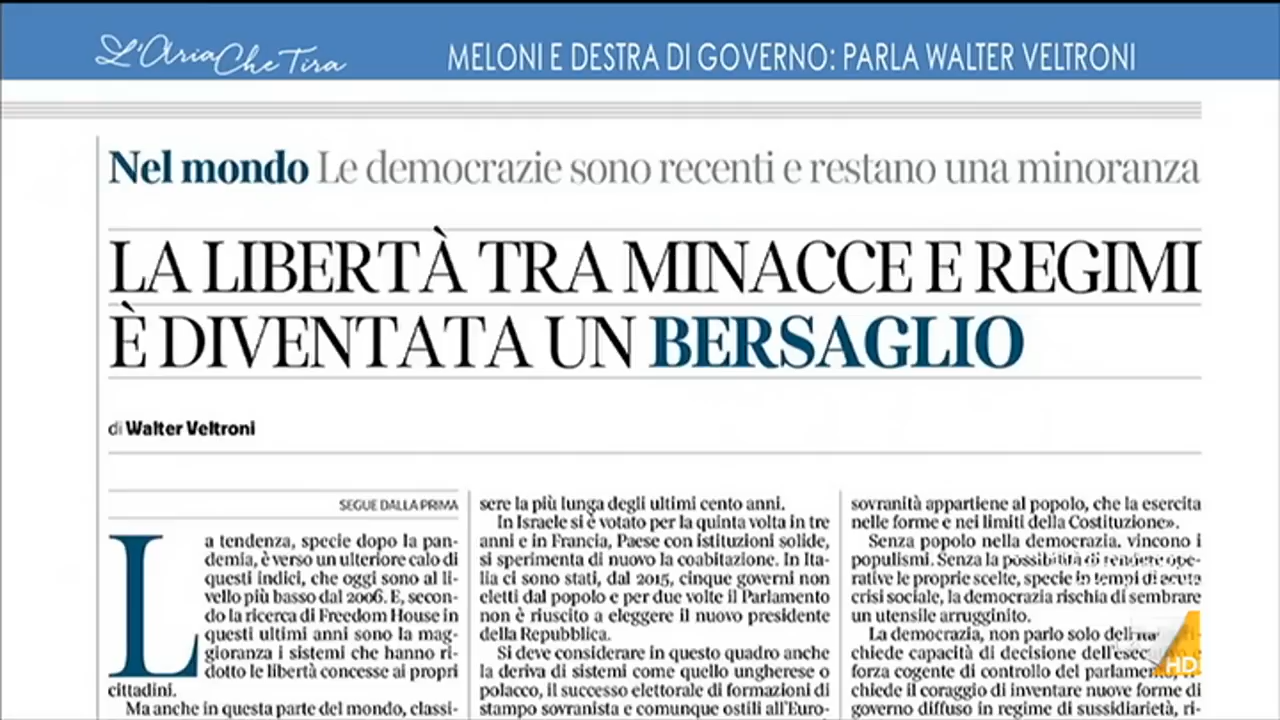 L'Aria Che Tira
MELONI E DESTRA DI GOVERNO: PARLA WALTER VELTRONI
Nel mondo Le democrazie sono recenti e restano una minoranza
LA LIBERTÀ TRA MINACCE E REGIMI
È DIVENTATA UN BERSAGLIO
di Walter Veltroni
SEGUE DALLA PRIMA
La tendenza, specie dopo la pan-
demia, è verso un ulteriore calo di
questi indici, che oggi sono al li-
vello più basso dal 2006. E, secon-
do la ricerca di Freedom House in
questi ultimi anni sono la mag-
gioranza i sistemi che hanno ri-
dotto le libertà concesse ai propri
cittadini.
Ma anche in questa parte del mondo, classi-
sere la più lunga degli ultimi cento anni.
In Israele si è votato per la quinta volta in tre
anni e in Francia, Paese con istituzioni solide,
si sperimenta di nuovo la coabitazione. In Ita-
lia ci sono stati, dal 2015, cinque governi non
eletti dal popolo e per due volte il Parlamento
non è riuscito a eleggere il nuovo presidente
della Repubblica.
Si deve considerare in questo quadro anche
la deriva di sistemi come quello ungherese o
polacco, il successo elettorale di formazioni di
stampo sovranista e comunque ostili all'Euro-
sovranità appartiene al popolo, che la esercita
nelle forme e nei limiti della Costituzione».
Senza popolo nella democrazia, vincono i
populismi. Senza la possibilità di rendere ope-
rative le proprie scelte, specie in tempi di acuta
crisi sociale, la democrazia rischia di sembrare
un utensile arrugginito.
La democrazia, non parlo solo
chiede capacità di decisione
forza cogente di controllo del
chiede il coraggio di inventare nuove forme di
governo diffuso in regime di sussidiarietà, ri-
HD